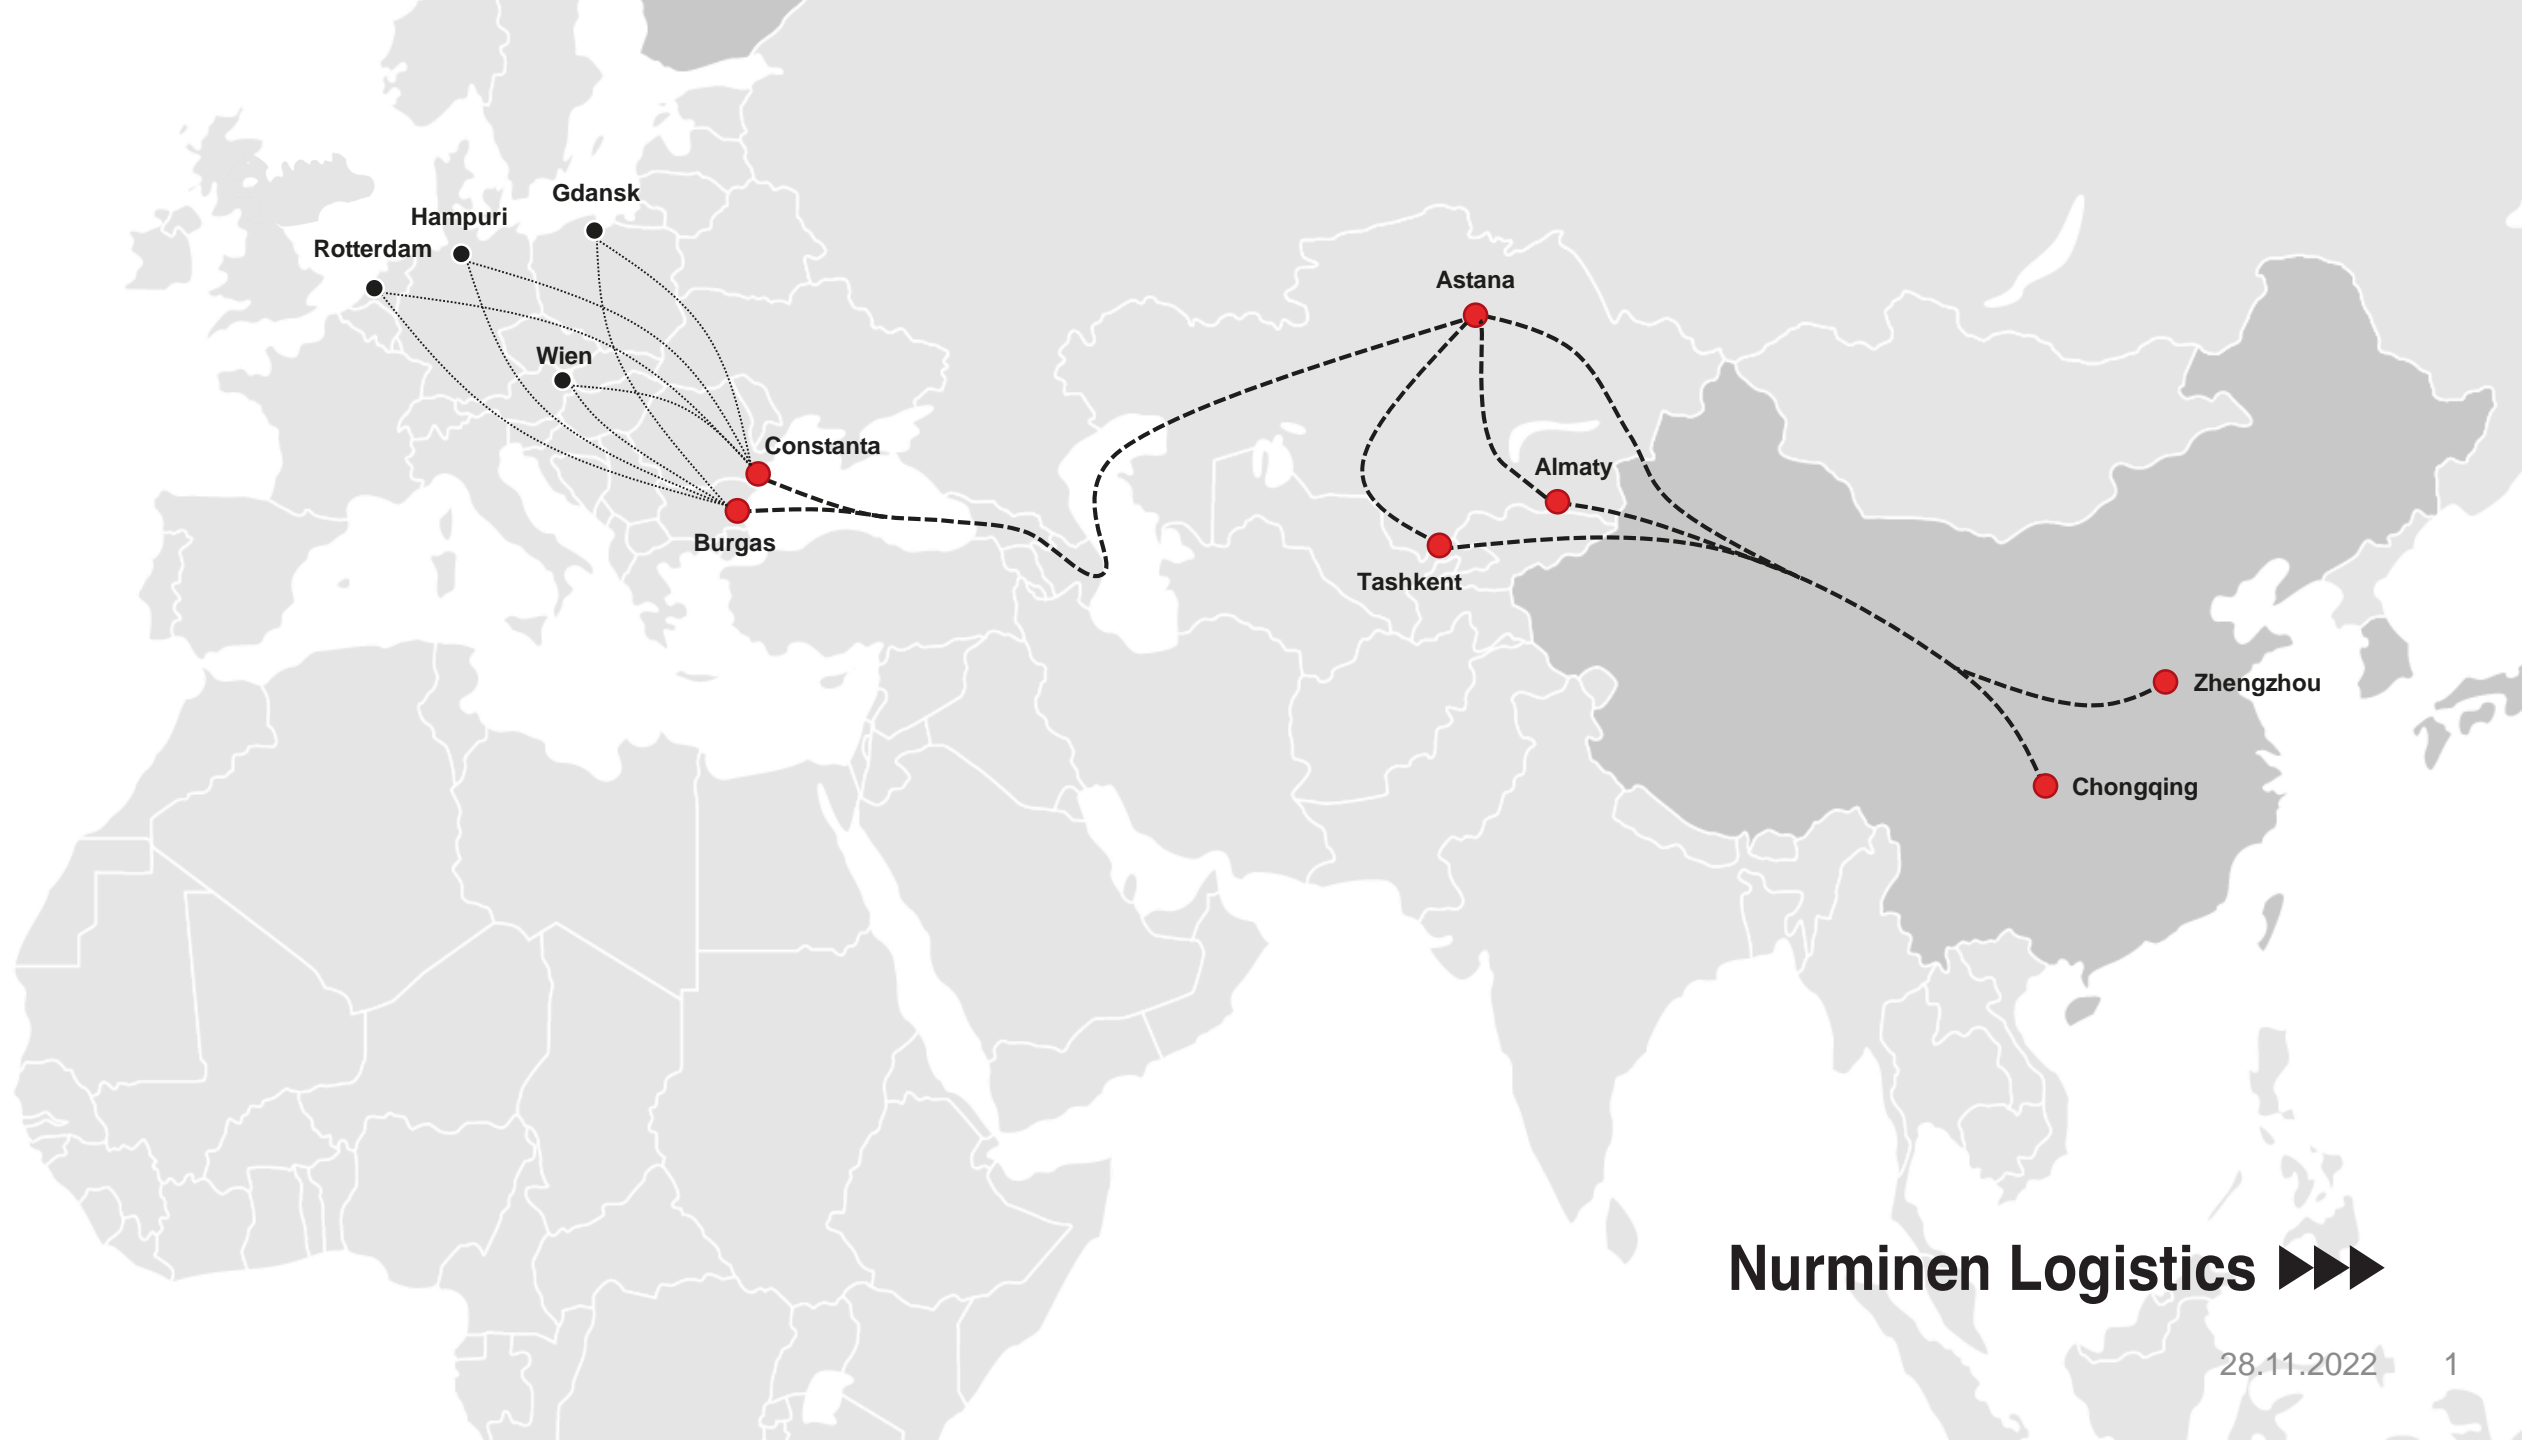 Gdansk
Hampuri
Rotterdam
Astana
Wien
Constanta
Almaty
Burgas
Tashkent
Zhengzhou
Chongqing
Nurminen Logistics
28.11.2022 1